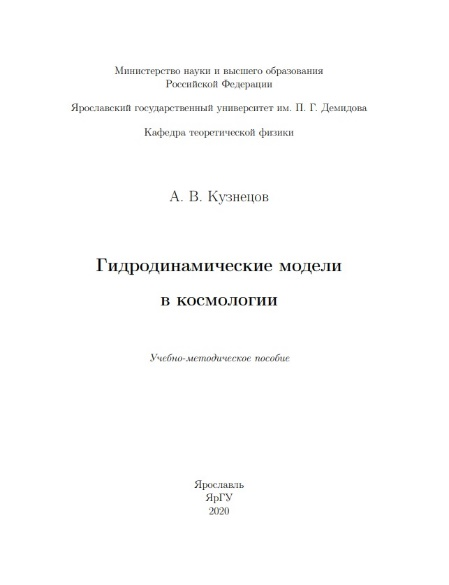 Министерство науки и высшего образования
Российской Федерации
Ярославский государственный университет им. П. Г. Демидова
Кафедра теоретической физики
А. В. Кузнецов
Гидродинамические модели
в космологии
Учебно-методическое пособие
Ярославль
ЯрГУ
2020